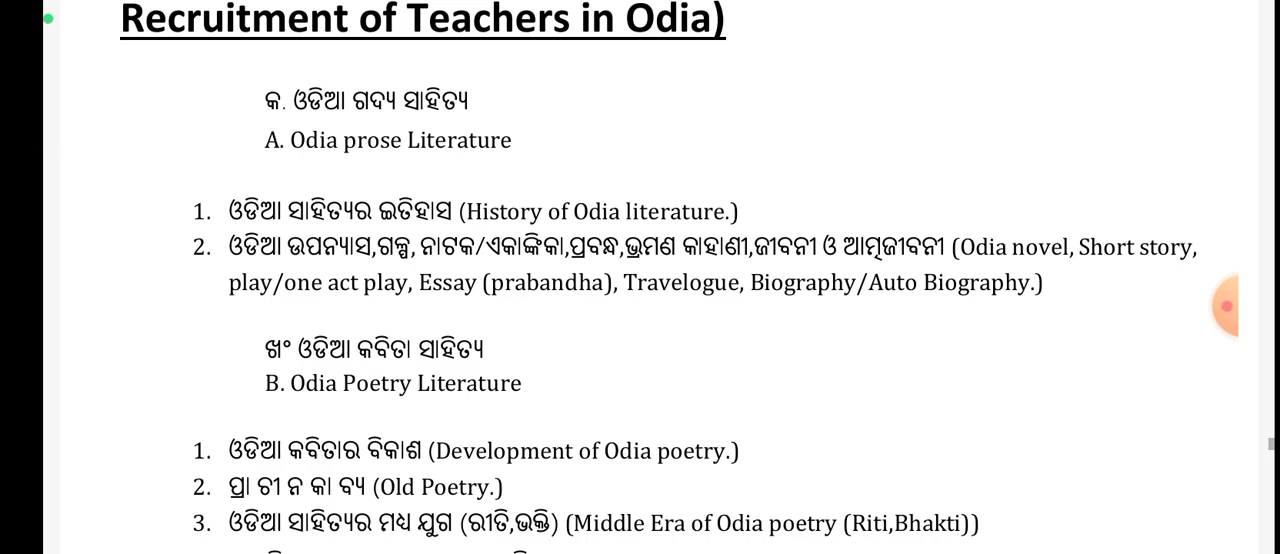 Recruitment of Teachers in Odia)
କ. ଓଡିଆ ଗଦ୍ୟ ସାହିତ୍ୟ
A. Odia prose Literature
1. ଓଡିଆ ସାହିତ୍ୟର ଇତିହାସ (History of Odia literature.)
2. ଓଡିଆ ଉପନ୍ୟାସ,ଗଳ୍ପ, ନାଟକ/ଏକାଙ୍କିକା,ପ୍ରବନ୍ଧ,ଭ୍ରମଣ କାହାଣୀ,ଜୀବନୀ ଓ ଆତ୍ମଜୀବନୀ (Odia novel, Short story,
play/one act play, Essay (prabandha), Travelogue, Biography/Auto Biography.)
ଖଂ ଓଡିଆ କବିତା ସାହିତ୍ୟ
B. Odia Poetry Literature
1. ଓଡିଆ କବିତାର ବିକାଶ (Development of Odia poetry.)
2. ପ୍ରା ଚୀ ନ କା ବ୍ୟ (Old Poetry.)
3. ଓଡିଆ ସାହିତ୍ୟର ମଧ୍ୟ ଯୁଗ (ରୀତି,ଭକ୍ତି) (Middle Era of Odia poetry (Riti,Bhakti))